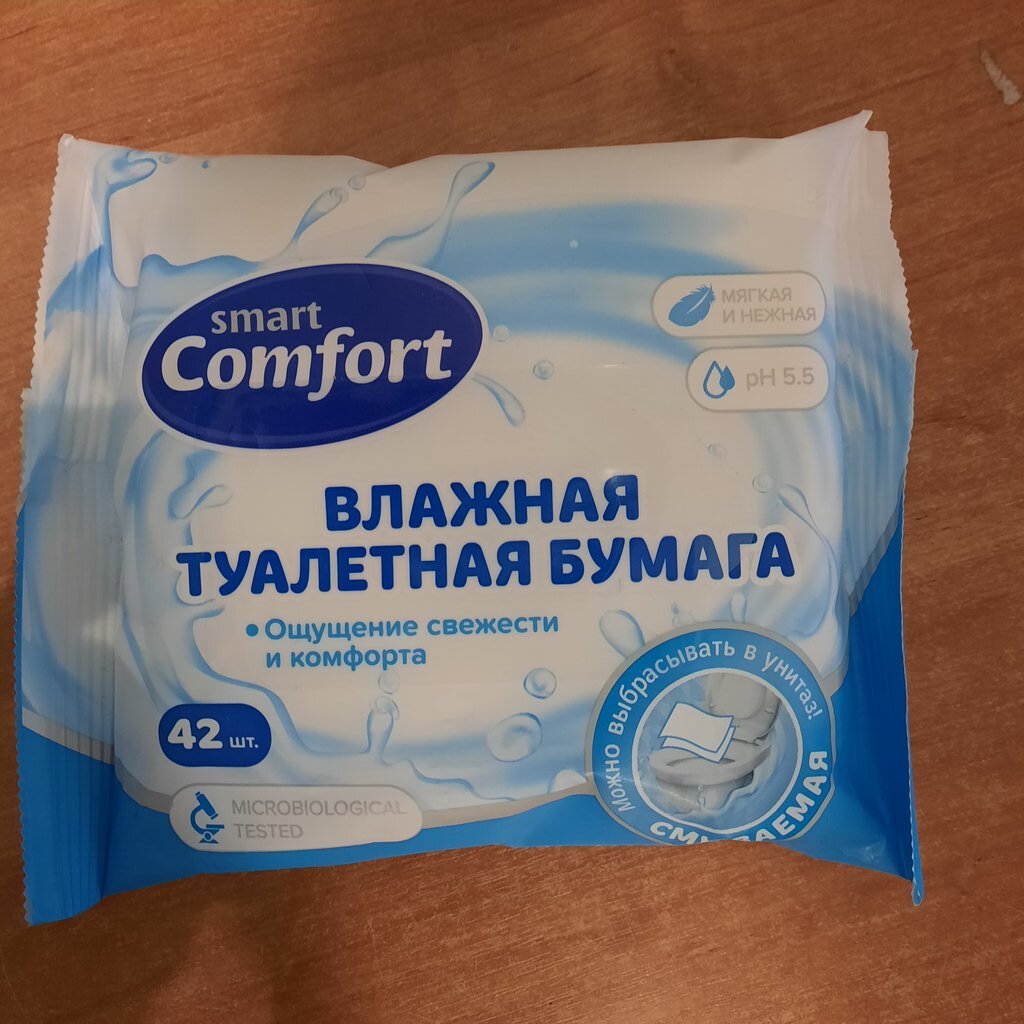 smart
Comfort
МЯГКАЯ
И НЕЖНАЯ
pH 5.5
ВЛАЖНАЯ
ТУАЛЕТНАЯ БУМАГА
• Ощущение свежести
и комфорта
42 шт.
MICROBIOLOGICAL
TESTED
Можно выбрасывать в унитаз!
СМЫВАЕМАЯ